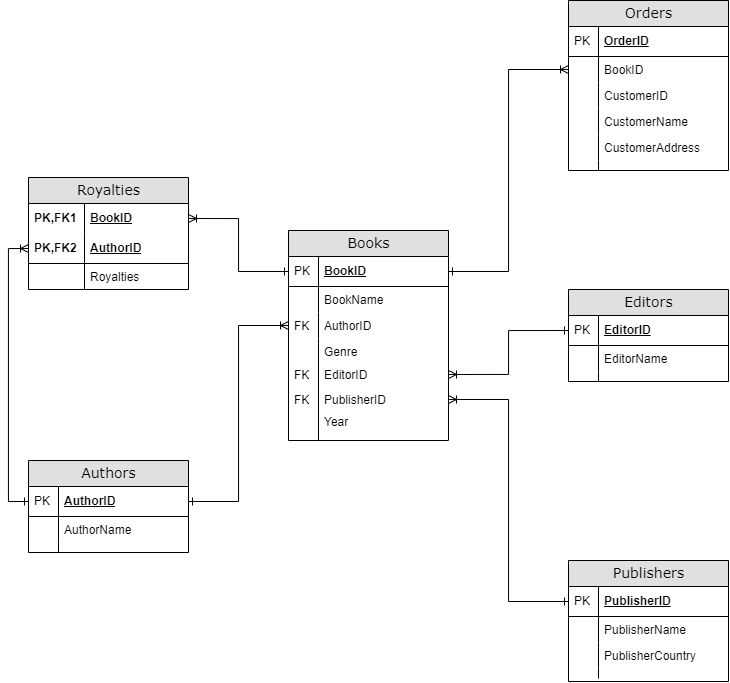 Orders
PK OrderID
BookID
CustomerID
CustomerName
CustomerAddress
Royalties
PK,FK1 BookID
PK,FK2 AuthorID
Royalties
Books
PK BookID
BookName
FK AuthorID
Genre
FK EditorID
FK PublisherID
Year
Editors
PK EditorID
EditorName
Authors
PK AuthorID
AuthorName
Publishers
PK PublisherID
PublisherName
PublisherCountry